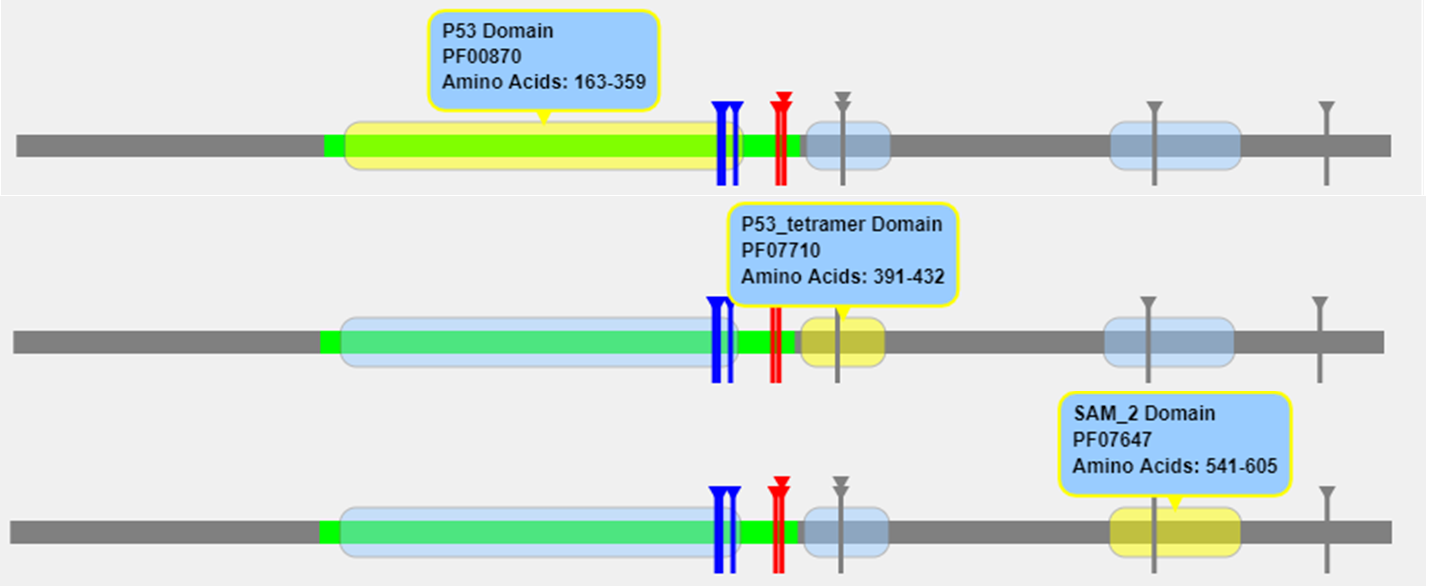 P53 Domain
PF00870
Amino Acids: 163-359
P53_tetramer Domain
PF07710
Amino Acids: 391-432
SAM_2 Domain
PF07647
Amino Acids: 541-605